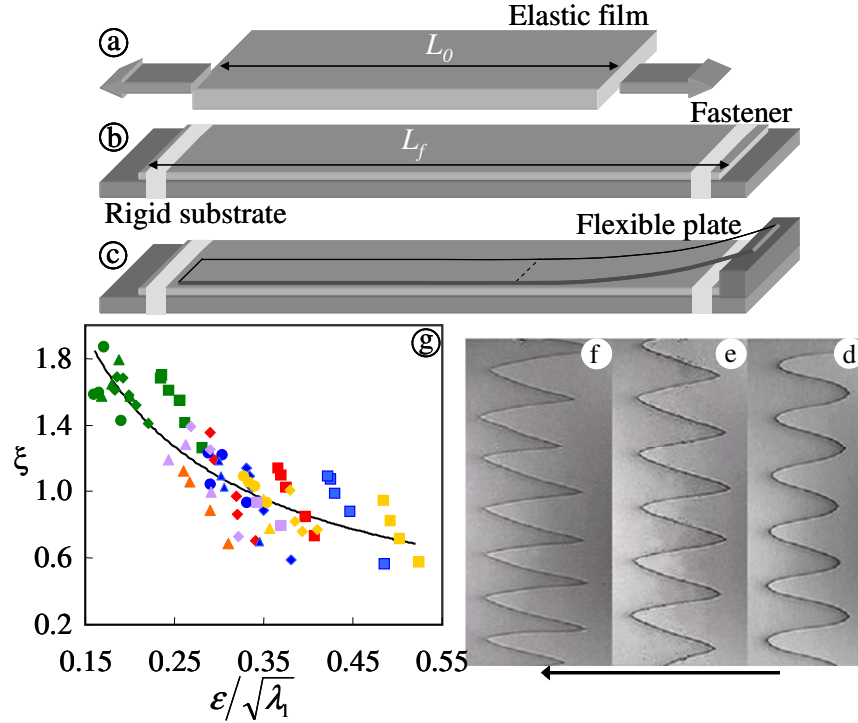 Elastic film
a
L0
Fastener
b
Lf
Rigid substrate
Flexible plate
c
g
f
e
d
1.8
1.4
ξ
1.0
0.6
0.2
0.15
0.25
0.35
0.45
0.55
ε/√λ1